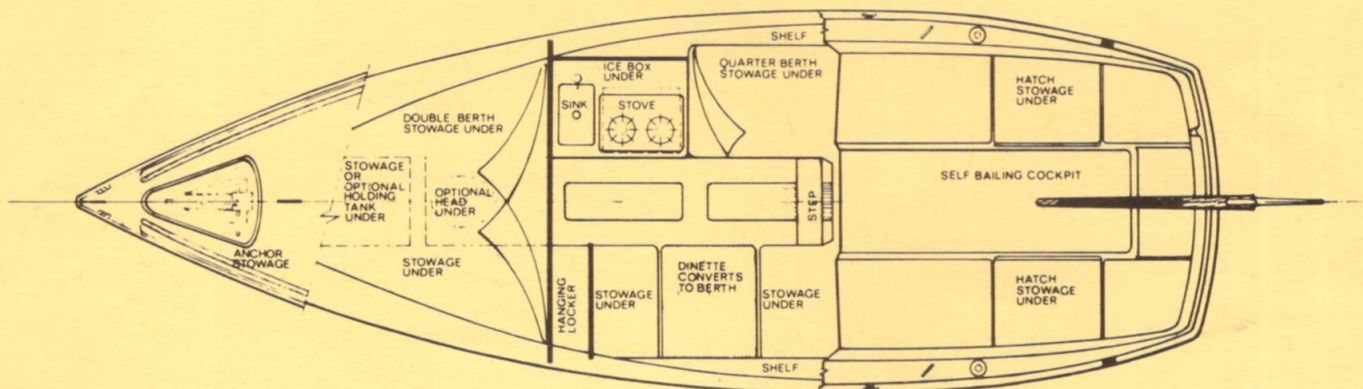 SHELF
ICE BOX
UNDER
QUARTER BERTH
STOWAGE UNDER
HATCH
STOWAGE
UNDER
SINK
STOVE
DOUBLE BERTH
STOWAGE UNDER
STOWAGE
OR
OPTIONAL
HOLDING
TANK
UNDER
OPTIONAL
HEAD
UNDER
STEP
SELF BAILING COCKPIT
ANCHOR
STOWAGE
STOWAGE
UNDER
HANGING
LOCKER
STOWAGE
UNDER
DINETTE
CONVERTS
TO BERTH
STOWAGE
UNDER
HATCH
STOWAGE
UNDER
SHELF